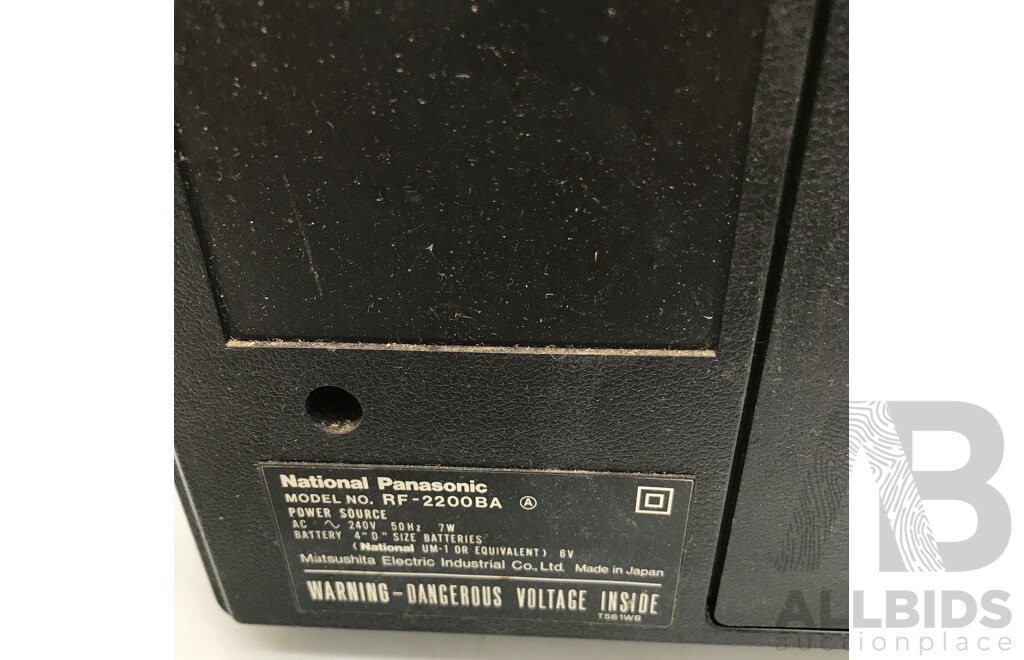 National Panasonic
MODEL NO. RF-2200BA Ⓐ
POWER SOURCE
AC ∿ 240V 50Hz 7W
BATTERY 4"D" SIZE BATTERIES
(National UM-1 OR EQUIVALENT) 6V
Matsushita Electric Industrial Co., Ltd. Made in Japan
WARNING-DANGEROUS VOLTAGE INSIDE
T561WB
B
ALLBIDS
auctionplace